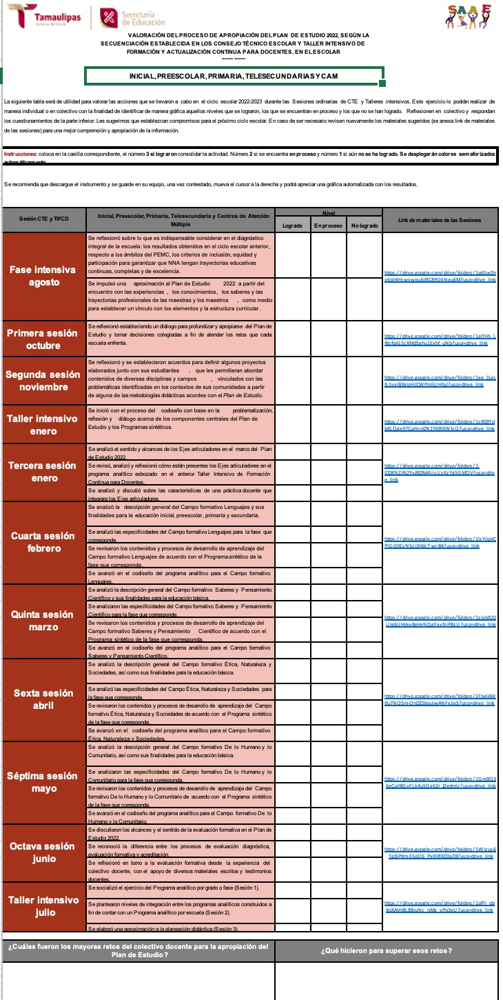 Tamaulipas
Secretaría de Educación
SAAE
VALORACIÓN DEL PROCESO DE APROPIACIÓN DEL PLAN DE ESTUDIO 2022, SEGÚN LA
SECUENCIACIÓN ESTABLECIDA EN LOS CONSEJO TÉCNICO ESCOLAR Y TALLER INTENSIVO DE
FORMACIÓN Y ACTUALIZACIÓN CONTINUA PARA DOCENTES, EN EL ESCOLAR
INICIAL, PREESCOLAR, PRIMARIA, TELESECUNDARIAS Y CAM
La siguiente tabla será de utilidad para valorar las acciones que se llevaron a cabo en el ciclo escolar 2022-2023 durante las Sesiones ordinarias de CTE y Talleres intensivos. Este ejercicio lo podrán realizar de
manera individual o en colectivo con la finalidad de identificar de manera gráfica aquellos niveles que se lograron, los que se encuentran en proceso y los que no se han logrado. Reflexionen en colectivo y respondan
los cuestionamientos de la parte inferior. Les sugerimos que establezcan compromisos para el próximo ciclo escolar. En caso de ser necesario revisen nuevamente los materiales sugeridos (se anexa link de materiales
de las sesiones) para una mejor comprensión y apropiación de la información.
Instrucciones: coloca en la casilla correspondiente, el número 3 si lograron consolidar la activdad. Número 2 si se encuentra en proceso y número 1 si aún no se ha logrado. Se desplegarán colores semaforizados
automáticamente
Se recomienda que descargue el instrumento y se guarde en su equipo, una vez contestado, mueva el cursor a la derecha y podrá apreciar una gráfica automatizada con los resultados.
Sesión CTE y TIFCD
Inicial, Preescolar, Primaria, Telesecundaria y Centros de Atención
Múltiple
Nivel
Logrado
En proceso
No logrado
Link de materiales de las Sesiones
Fase intensiva
agosto
Se reflexionó sobre lo que es indispensable considerar en el diagnóstico
integral de la escuela: los resultados obtenidos en el ciclo escolar anterior,
respecto a los ámbitos del PEMC, los criterios de inclusión, equidad y
participación para garantizar que NNA tengan trayectorias educativas
continuas, completas y de excelencia.
Se impulsó una aproximación al Plan de Estudio 2022 a partir del
encuentro con las experiencias , los conocimientos, los saberes y las
trayectorias profesionales de las maestras y los maestros , como medio
para establecer un vínculo con los elementos y la estructura curricular.
Primera sesión
octubre
Se reflexionó estableciendo un diálogo para profundizar y apropiarse del Plan de
Estudio y tomar decisiones colegiadas a fin de atender los retos que cada
escuela enfrenta.
Segunda sesión
noviembre
Se reflexionó y se establecieron acuerdos para definir algunos proyectos
elaborados junto con sus estudiantes , que les permitieran abordar
contenidos de diversas disciplinas y campos , vinculados con las
problemáticas identificadas en los contextos de sus comunidades a partir
de alguna de las metodologías didácticas acordes con el Plan de Estudio.
Taller intensivo
enero
Se inició con el proceso del codiseño con base en la problematización,
reflexión y diálogo acerca de los componentes centrales del Plan de
Estudio y los Programas sintéticos.
Tercera sesión
enero
Se analizó el sentido y alcances de los Ejes articuladores en el marco del Plan
de Estudio 2022.
Se revisó, analizó y reflexionó cómo están presentes los Ejes articuladores en el
programa analítico esbozado en el anterior Taller Intensivo de Formación
Continua para Docentes.
Se analizó y discutió sobre las características de una práctica docente que
integrara los Ejes articuladores.
Cuarta sesión
febrero
Se analizó la descripción general del Campo formativo Lenguajes y sus
finalidades para la educación inicial, preescolar, primaria y secundaria.
Se analizó las especificidades del Campo formativo Lenguajes para la fase que
corresponde.
Se revisaron los contenidos y procesos de desarrollo de aprendizaje del
Campo formativo Lenguajes de acuerdo con el Programa sintético de la
fase que corresponde.
Se avanzó en el codiseño del programa analítico para el Campo formativo
Lenguajes.
Quinta sesión
marzo
Se analizó la descripción general del Campo formativo Saberes y Pensamiento
Científico y sus finalidades para la educación básica.
Se analizaron las especificidades del Campo formativo Saberes y Pensamiento
Científico para la fase que corresponde.
Se revisaron los contenidos y procesos de desarrollo de aprendizaje del
Campo formativo Saberes y Pensamiento Científico de acuerdo con el
Programa sintético de la fase que corresponda.
Se avanzó en el codiseño del programa analítico para el Campo formativo
Saberes y Pensamiento Científico.
Sexta sesión
abril
Se analizó la descripción general del Campo formativo Ética, Naturaleza y
Sociedades, así como sus finalidades para la educación básica.
Se analizó las especificidades del Campo Ética, Naturaleza y Sociedades para
la fase que corresponde.
Se revisaron los contenidos y procesos de desarrollo de aprendizaje del Campo
formativo Ética, Naturaleza y Sociedades de acuerdo con el Programa sintético
de la fase que corresponde.
Se avanzó en el codiseño del programa analítico para el Campo formativo
Ética, Naturaleza y Sociedades.
Séptima sesión
mayo
Se analizó la descripción general del Campo formativo De lo Humano y lo
Comunitario, así como sus finalidades para la educación básica.
Se analizaron las especificidades del Campo formativo De lo Humano y lo
Comunitario para la fase que corresponda.
Se revisaron los contenidos y procesos de desarrollo de aprendizaje del Campo
formativo De lo Humano y lo Comunitario de acuerdo con el Programa sintético
de la fase que corresponde.
Se avanzó en el codiseño del programa analítico para el Campo formativo De lo
Humano y lo Comunitario.
Octava sesión
junio
Se discutieron los alcances y el sentido de la evaluación formativa en el Plan de
Estudio 2022.
Se reconoció la diferencia entre los procesos de evaluación diagnóstica,
evaluación formativa y acreditación.
Se reflexionó en torno a la evaluación formativa desde la experiencia del
colectivo docente, con el apoyo de diversos materiales escritos y testimonios
docentes.
Taller intensivo
julio
Se socializó el ejercicio del Programa analítico por grado o fase (Sesión 1).
Se plantearon niveles de integración entre los programas analíticos construidos a
fin de contar con un Programa analítico por escuela (Sesión 2).
Se elaboró una aproximación a la planeación didáctica (Sesión 3).
¿Cuáles fueron los mayores retos del colectivo docente para la apropiación del
Plan de Estudio?
¿Qué hicieron para superar esos retos?